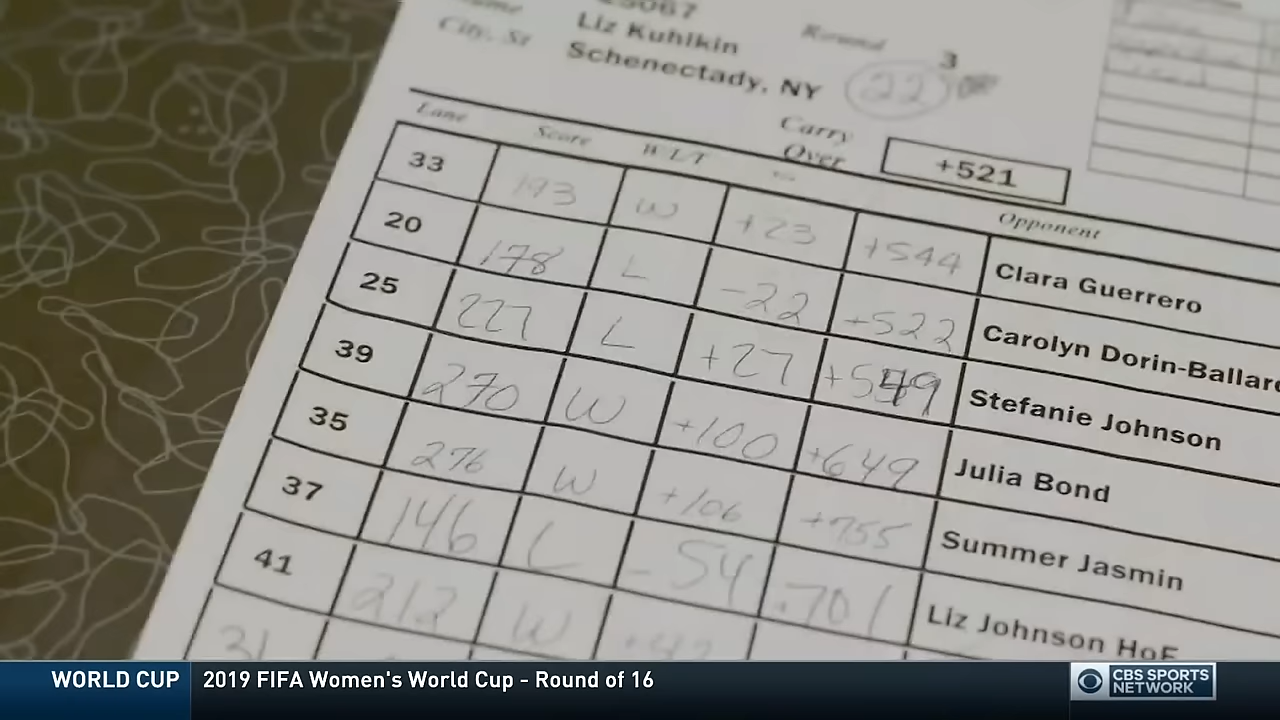 Liz Kuhlkin
City, St Schenectady, NY
Round 3
22
Carry Over +521
Lane Score W L T Opponent
33 193 W +23 +544 Clara Guerrero
20 178 L -22 +522 Carolyn Dorin-Ballar
25 227 L +27 +549 Stefanie Johnson
39 270 W +100 +649 Julia Bond
35 276 W +106 +755 Summer Jasmin
37 146 L -54 +701 Liz Johnson HoF
41 212 W
31
WORLD CUP 2019 FIFA Women's World Cup - Round of 16
CBS SPORTS NETWORK